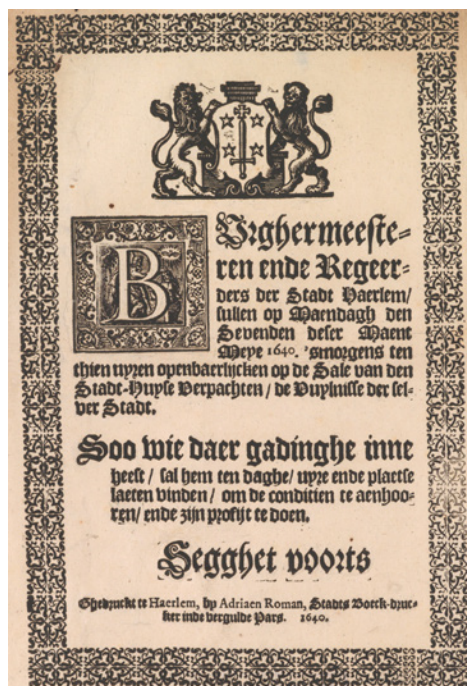 BUrghermeeste-
ren ende Regeer-
ders der Stadt Haerlem/
sullen op Maendagh den
Sevenden deser Maent
Meye 1640. 'smorgens ten
thien uyren openbaerlijcken op de Sale van den
Stadt-Huyse Verpachten / de Vuylnisse der sel-
ver Stadt.
Soo wie daer gadinghe inne
heeft / sal hem ten daghe / uyre ende plaetse
laeten vinden / om de conditien te aenhoo-
ren / ende zijn profijt te doen.
Segghet voorts
Ghedruckt te Haerlem, by Adriaen Roman, Stadts Boeck-druc-
ker inde vergulde Pars. 1640.